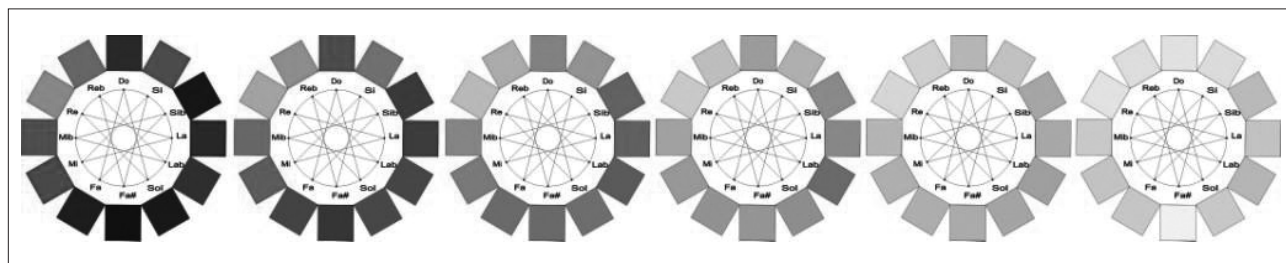 Do Do Do Do Do Do
Reb Si Reb Si Reb Si Reb Si Reb Si Reb Si
Re Sib Re Sib Re Sib Re Sib Re Sib Re Sib
Mib La Mib La Mib La Mib La Mib La Mib La
Mi Lab Mi Lab Mi Lab Mi Lab Mi Lab Mi Lab
Fa Sol Fa Sol Fa Sol Fa Sol Fa Sol Fa Sol
Fa# Fa# Fa# Fa# Fa# Fa#